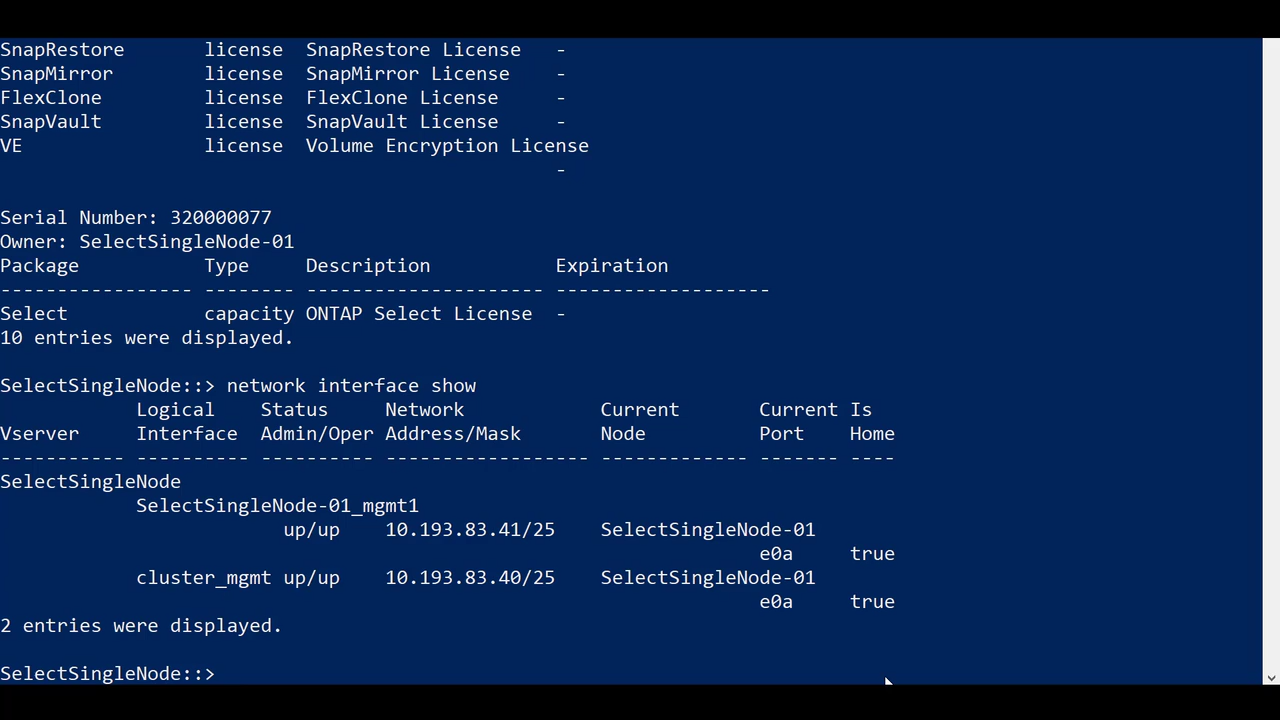 SnapRestore       license  SnapRestore License   -
SnapMirror        license  SnapMirror License    -
FlexClone         license  FlexClone License     -
SnapVault         license  SnapVault License     -
VE                license  Volume Encryption License
                                                 -
Serial Number: 320000077
Owner: SelectSingleNode-01
Package           Type     Description           Expiration
----------------- -------- --------------------- -------------------
Select            capacity ONTAP Select License  -
10 entries were displayed.
SelectSingleNode::> network interface show
            Logical    Status     Network            Current       Current Is
Vserver     Interface  Admin/Oper Address/Mask       Node          Port    Home
----------- ---------- ---------- ------------------ ------------- ------- ----
SelectSingleNode
            SelectSingleNode-01_mgmt1
                         up/up    10.193.83.41/25    SelectSingleNode-01
                                                                   e0a     true
            cluster_mgmt up/up    10.193.83.40/25    SelectSingleNode-01
                                                                   e0a     true
2 entries were displayed.
SelectSingleNode::>